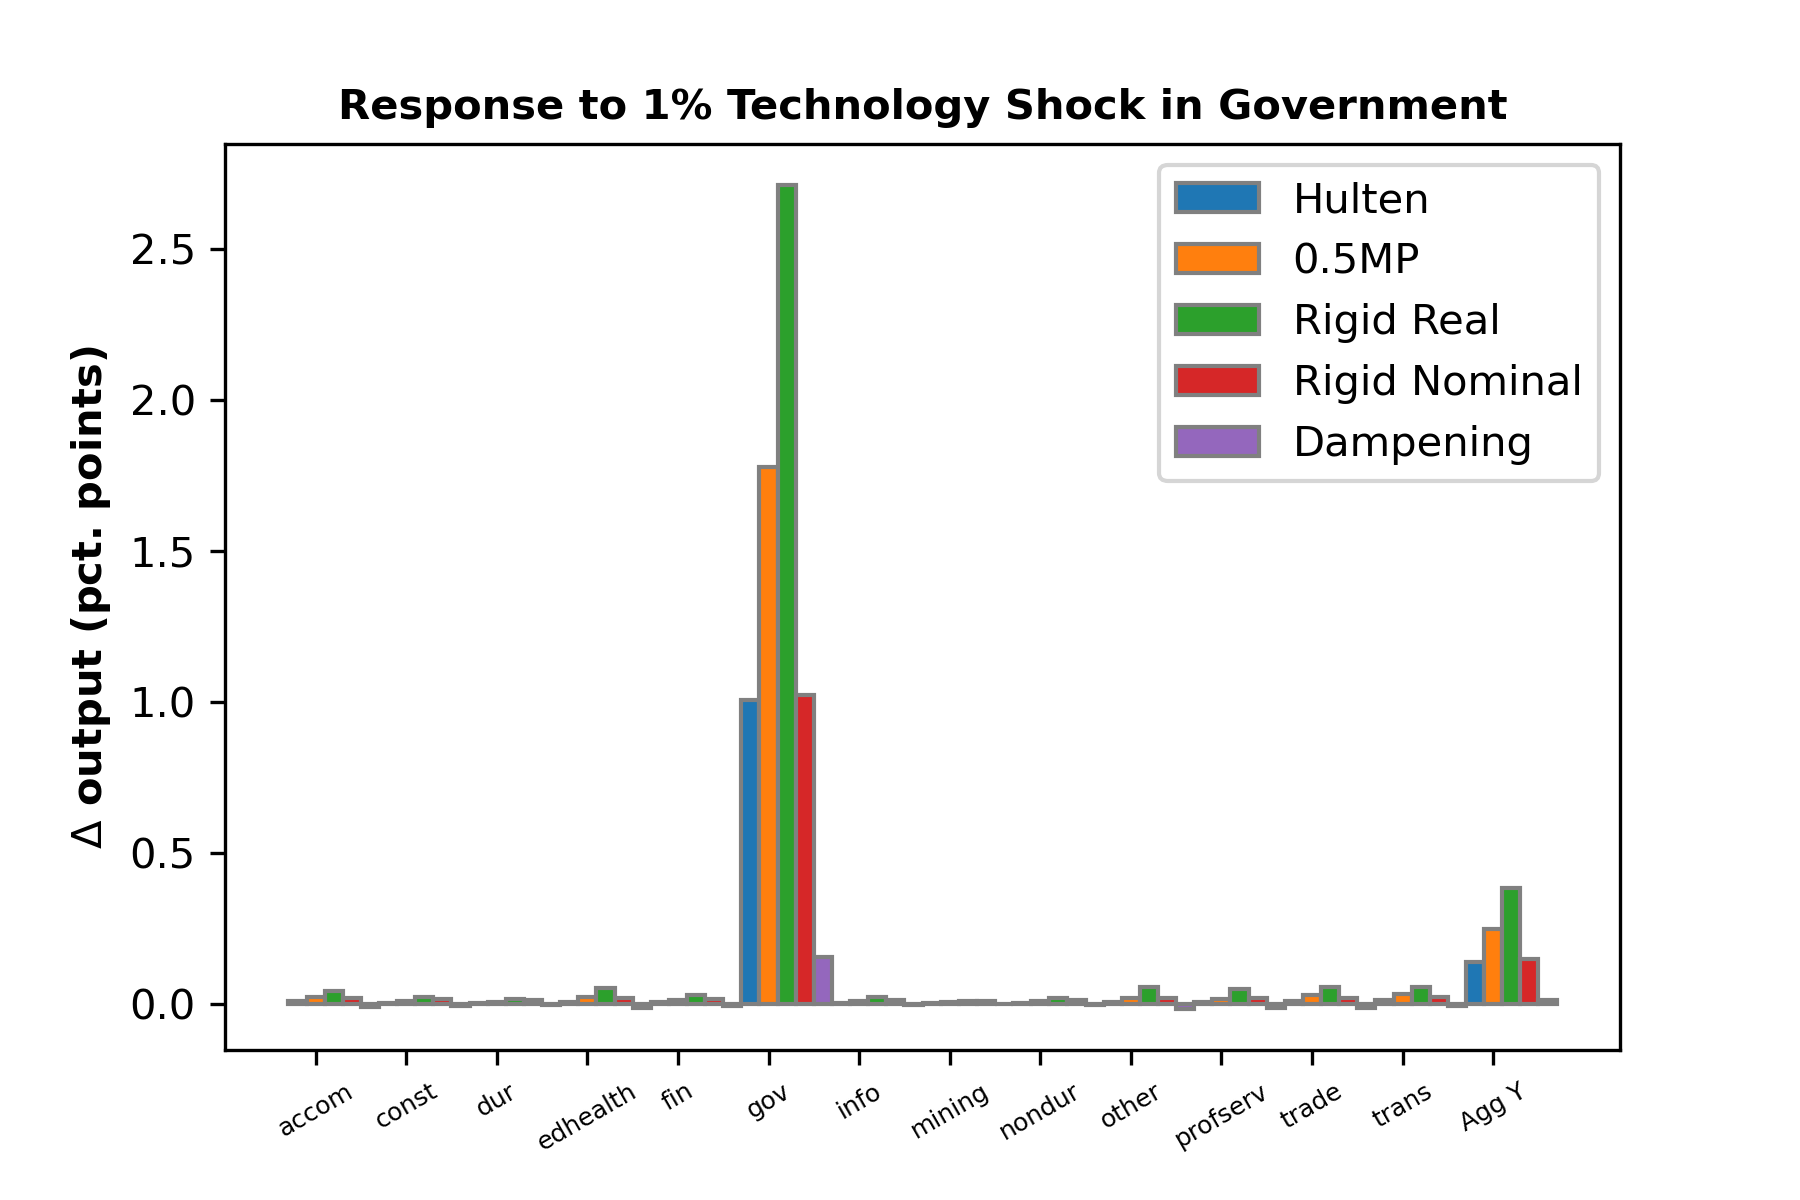 Response to 1% Technology Shock in Government
Δ output (pct. points)
2.5
2.0
1.5
1.0
0.5
0.0
Hulten
0.5MP
Rigid Real
Rigid Nominal
Dampening
accom
const
dur
edhealth
fin
gov
info
mining
nondur
other
profserv
trade
trans
Agg Y